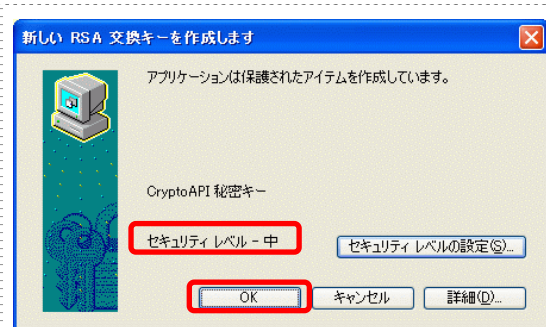 新しい RSA 交換キーを作成します
アプリケーションは保護されたアイテムを作成しています。
CryptoAPI 秘密キー
セキュリティ レベル - 中
セキュリティ レベルの設定(S)...
OK
キャンセル
詳細(D)...